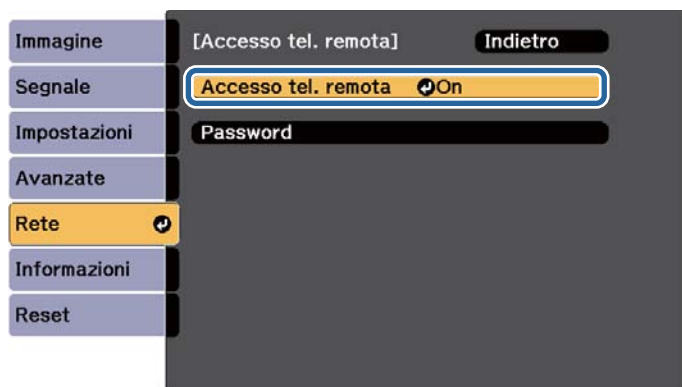 Immagine
Segnale
Impostazioni
Avanzate
Rete
Informazioni
Reset
[Accesso tel. remota] Indietro
Accesso tel. remota On
Password